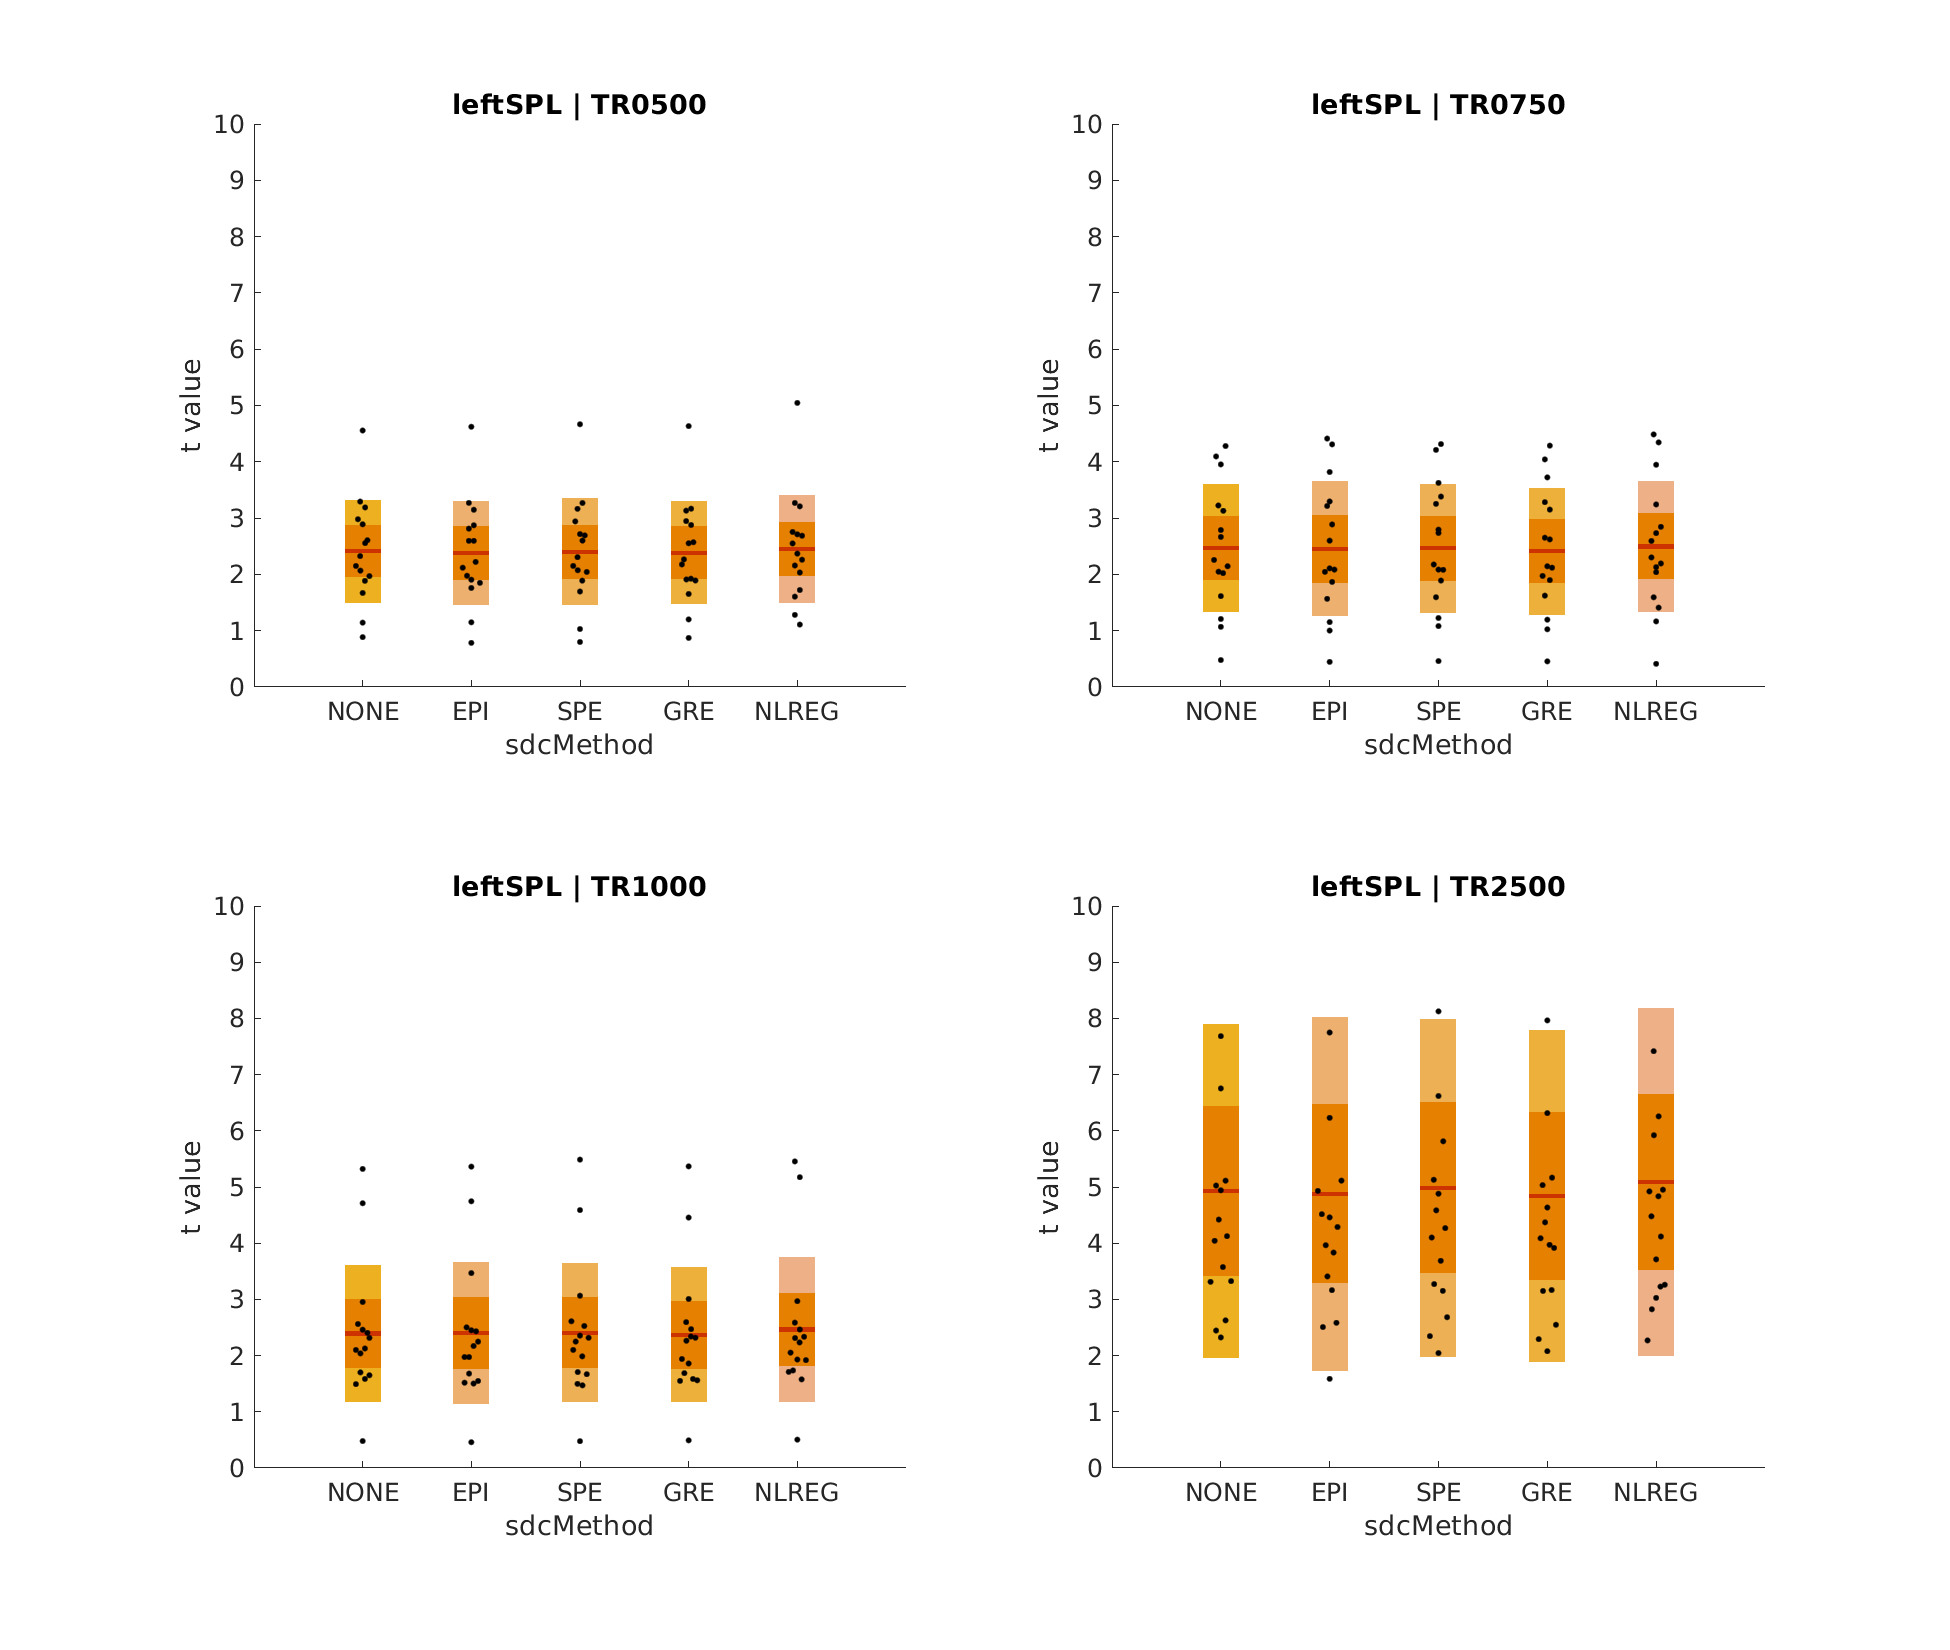 leftSPL | TR0500
10
9
8
7
6
5
4
3
2
1
0
t value
NONE EPI SPE GRE NLREG
sdcMethod
leftSPL | TR0750
10
9
8
7
6
5
4
3
2
1
0
t value
NONE EPI SPE GRE NLREG
sdcMethod
leftSPL | TR1000
10
9
8
7
6
5
4
3
2
1
0
t value
NONE EPI SPE GRE NLREG
sdcMethod
leftSPL | TR2500
10
9
8
7
6
5
4
3
2
1
0
t value
NONE EPI SPE GRE NLREG
sdcMethod